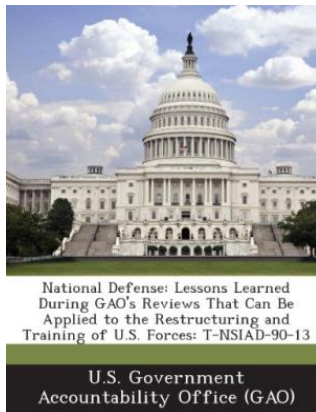 National Defense: Lessons Learned
During GAO's Reviews That Can Be
Applied to the Restructuring and
Training of U.S. Forces: T-NSIAD-90-13
U.S. Government
Accountability Office (GAO)